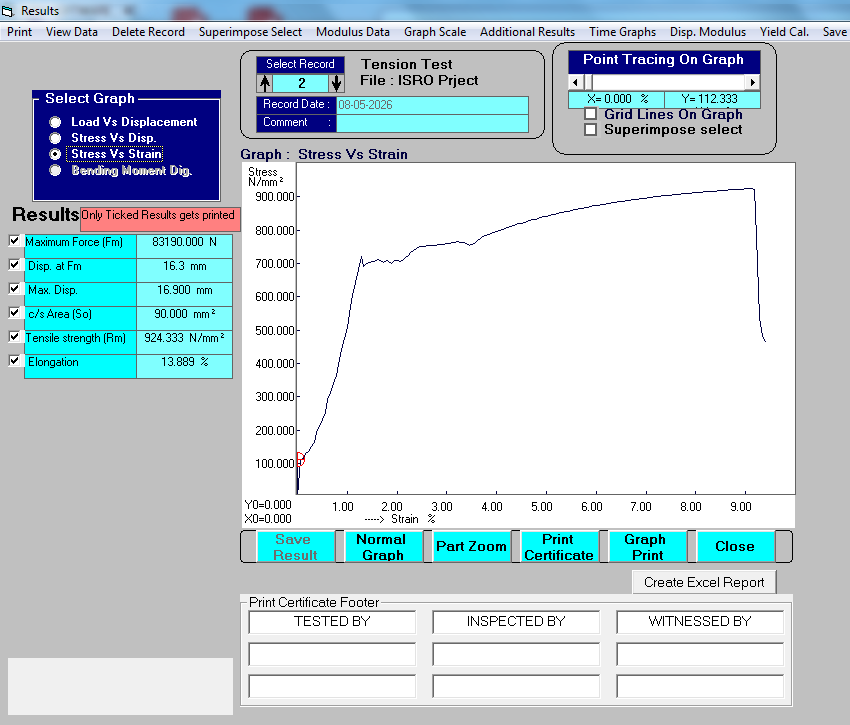 Results
Print View Data Delete Record Superimpose Select Modulus Data Graph Scale Additional Results Time Graphs Disp. Modulus Yield Cal. Save
Select Graph
Load Vs Displacement
Stress Vs Disp.
Stress Vs Strain
Bending Moment Dig.
Select Record
2
Tension Test
File : ISRO Prject
Record Date : 08-05-2026
Comment :
Point Tracing On Graph
X= 0.000 % Y= 112.333
Grid Lines On Graph
Superimpose select
Results Only Ticked Results gets printed
Maximum Force (Fm) 83190.000 N
Disp. at Fm 16.3 mm
Max. Disp. 16.900 mm
c/s Area (So) 90.000 mm²
Tensile strength (Rm) 924.333 N/mm²
Elongation 13.889 %
Graph : Stress Vs Strain
Stress
N/mm²
900.000
800.000
700.000
600.000
500.000
400.000
300.000
200.000
100.000
Y0=0.000
X0=0.000
1.00 2.00 3.00 4.00 5.00 6.00 7.00 8.00 9.00
----> Strain %
Save Result
Normal Graph
Part Zoom
Print Certificate
Graph Print
Close
Create Excel Report
Print Certificate Footer
TESTED BY INSPECTED BY WITNESSED BY